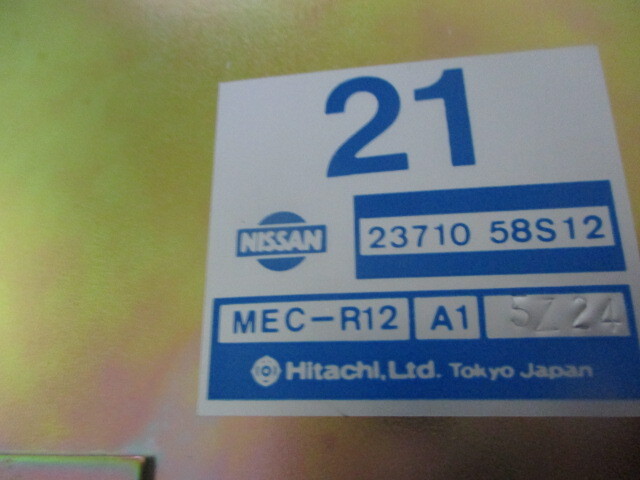 21
NISSAN
23710 58S12
MEC-R12 A1 5Z24
Hitachi, Ltd. Tokyo Japan